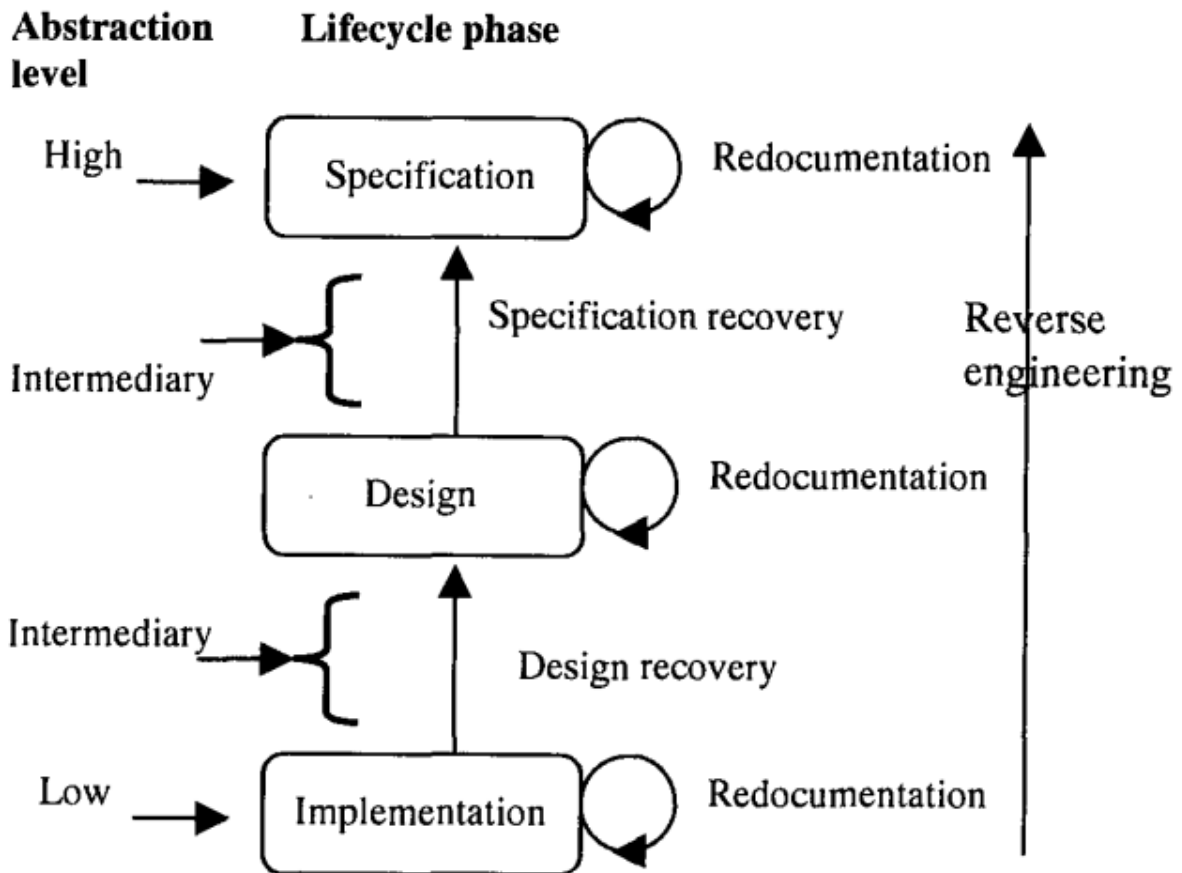 Abstraction level
Lifecycle phase
High
Specification
Redocumentation
Specification recovery
Reverse engineering
Intermediary
Design
Redocumentation
Intermediary
Design recovery
Low
Implementation
Redocumentation